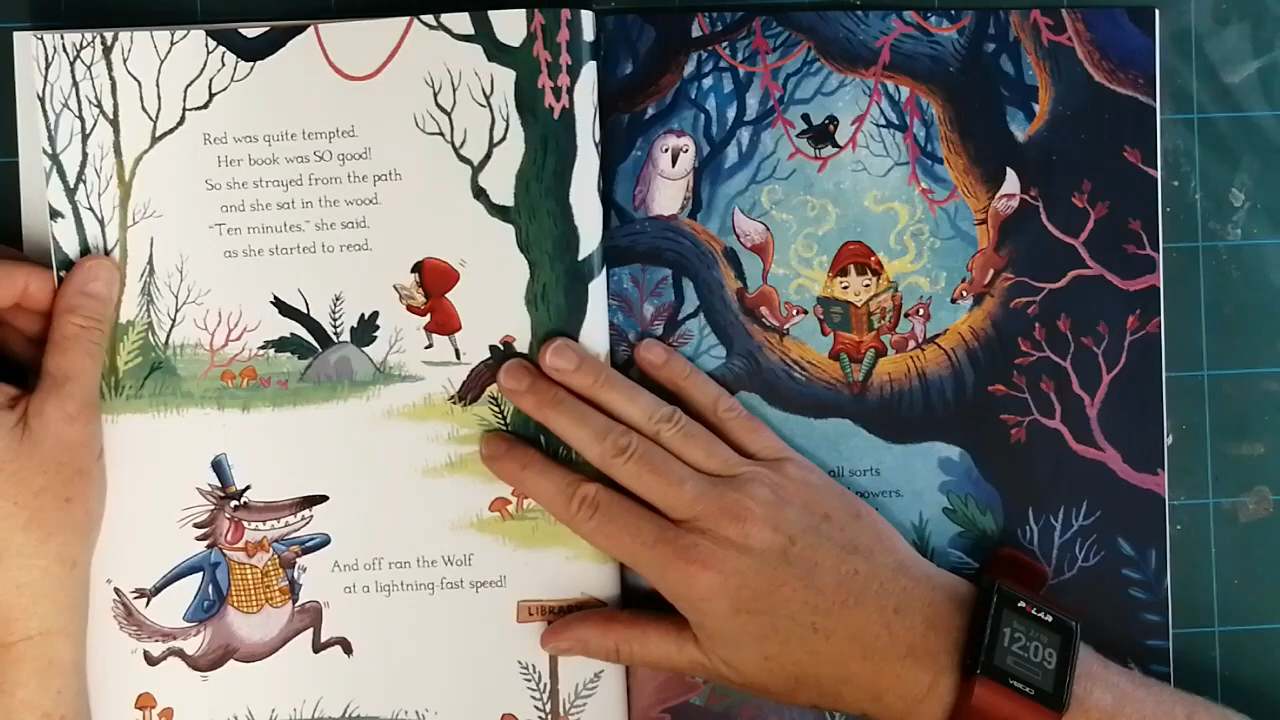 Red was quite tempted.
Her book was SO good!
So she strayed from the path
and she sat in the wood.
"Ten minutes," she said,
as she started to read,
And off ran the Wolf
at a lightning-fast speed!
LIBRARY
all sorts
powers.
POLAR
12:09
V800